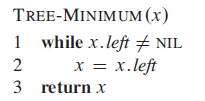 TREE-MINIMUM(x)
1 while x.left ≠ NIL
2 x = x.left
3 return x